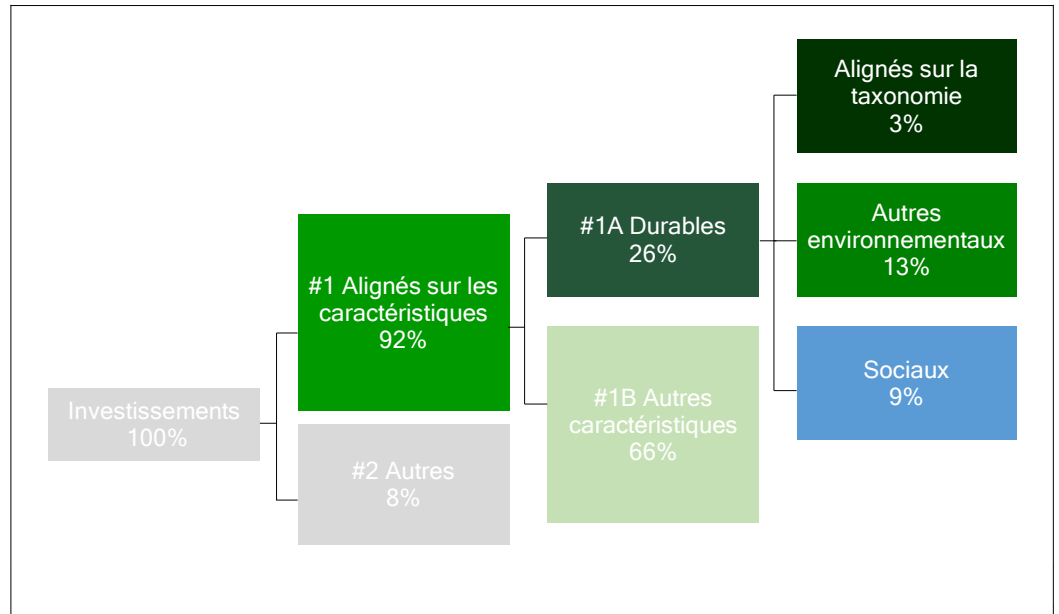 Investissements
100%
#1 Alignés sur les
caractéristiques
92%
#2 Autres
8%
#1A Durables
26%
#1B Autres
caractéristiques
66%
Alignés sur la
taxonomie
3%
Autres
environnementaux
13%
Sociaux
9%